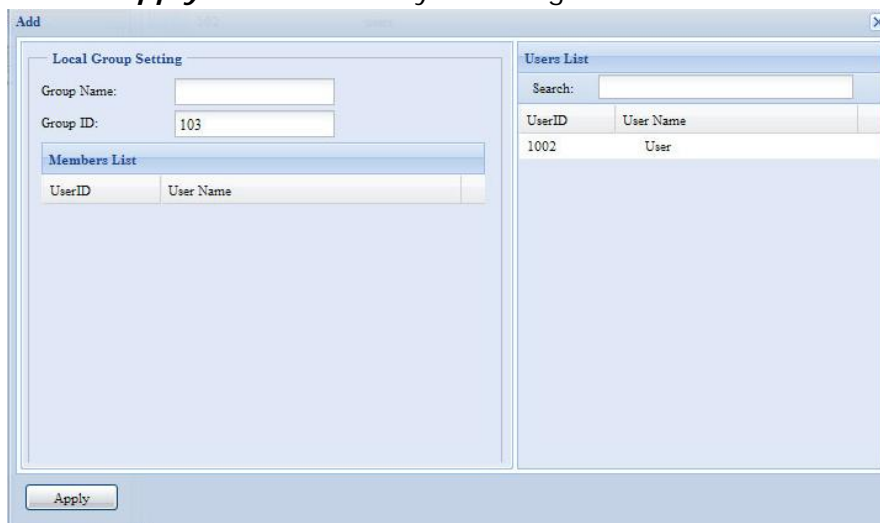 Apply
Add
Local Group Setting
Group Name:
Group ID: 103
Members List
UserID User Name
Users List
Search:
UserID User Name
1002 User
Apply